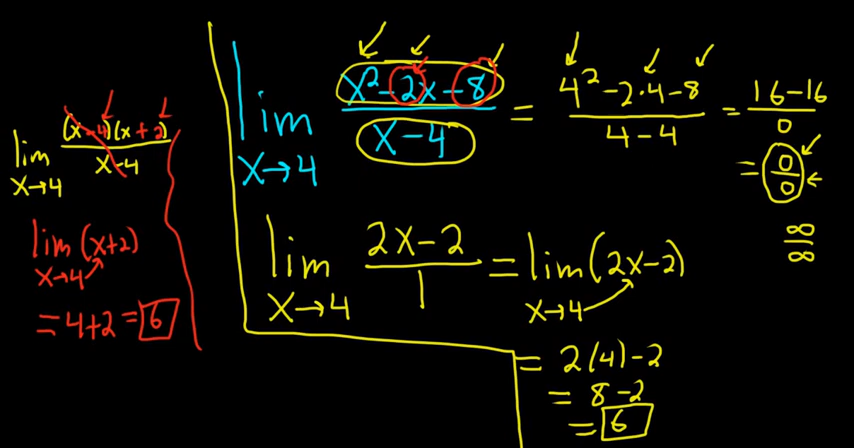 lim x→4 (x-4)(x+2) / x-4
lim x→4 (x+2)
= 4+2 = 6
lim x→4 x²-2x-8 / x-4 = 4²-2·4-8 / 4-4 = 16-16 / 0
= 0/0
∞/∞
lim x→4 2x-2 / 1 = lim x→4 (2x-2)
= 2(4)-2
= 8-2
= 6